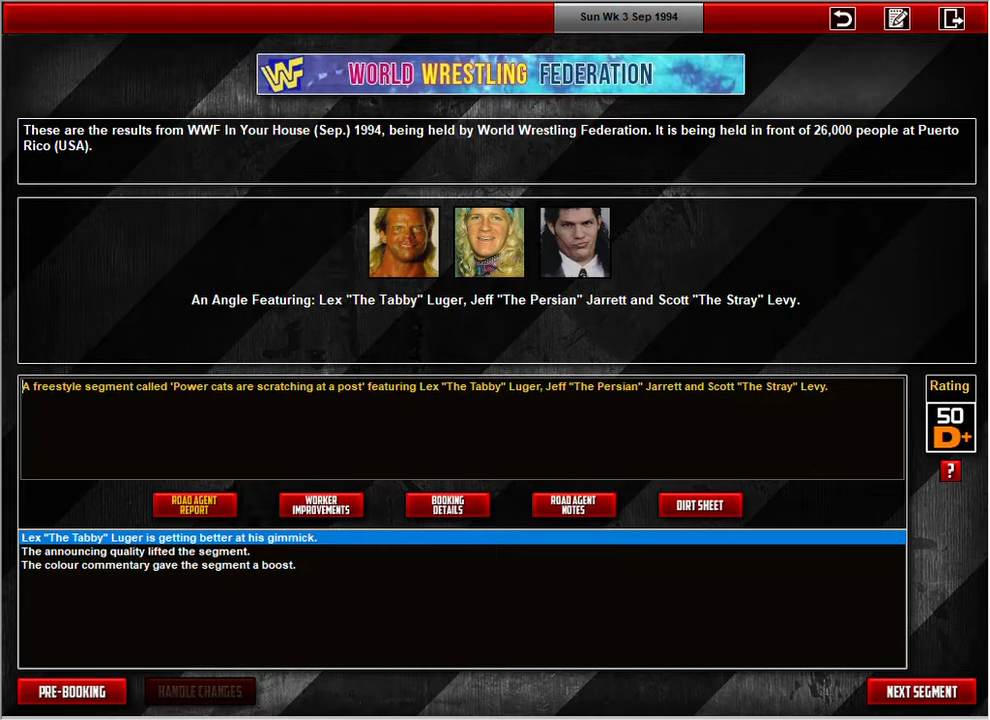 Sun Wk 3 Sep 1994
WF WORLD WRESTLING FEDERATION
These are the results from WWF In Your House (Sep.) 1994, being held by World Wrestling Federation. It is being held in front of 26,000 people at Puerto
Rico (USA).
An Angle Featuring: Lex "The Tabby" Luger, Jeff "The Persian" Jarrett and Scott "The Stray" Levy.
A freestyle segment called 'Power cats are scratching at a post' featuring Lex "The Tabby" Luger, Jeff "The Persian" Jarrett and Scott "The Stray" Levy.
Rating
50
D+
?
ROAD AGENT
REPORT
WORKER
IMPROVEMENTS
BOOKING
DETAILS
ROAD AGENT
NOTES
DIRT SHEET
Lex "The Tabby" Luger is getting better at his gimmick.
The announcing quality lifted the segment.
The colour commentary gave the segment a boost.
PRE-BOOKING
HANDLE CHANGES
NEXT SEGMENT